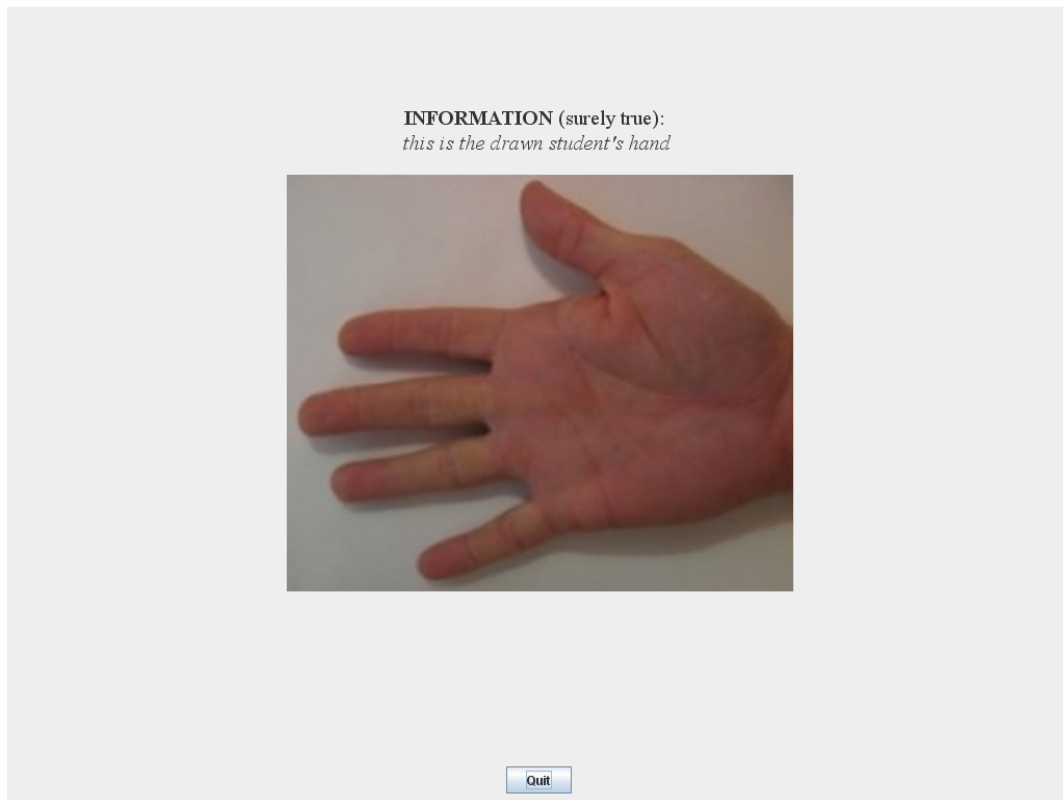 INFORMATION (surely true):
this is the drawn student's hand
Quit